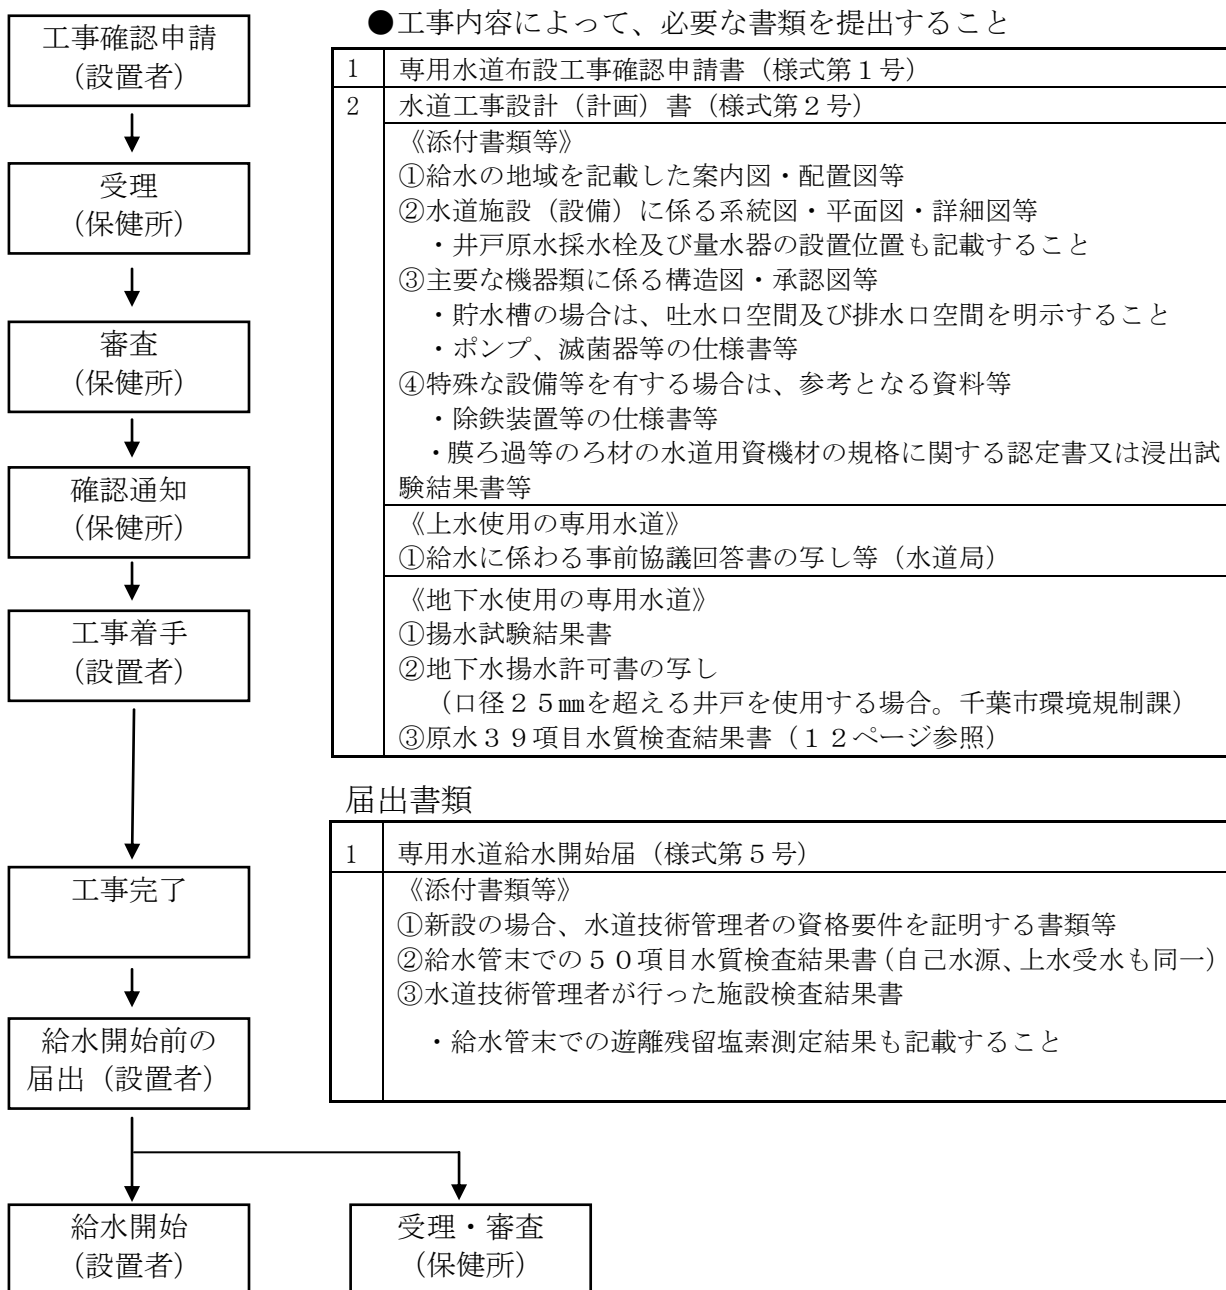 工事確認申請
（設置者）
受理
（保健所）
審査
（保健所）
確認通知
（保健所）
工事着手
（設置者）
工事完了
給水開始前の
届出（設置者）
給水開始
（設置者）
受理・審査
（保健所）
●工事内容によって、必要な書類を提出すること
1 専用水道布設工事確認申請書（様式第１号）
2 水道工事設計（計画）書（様式第２号）
《添付書類等》
①給水の地域を記載した案内図・配置図等
②水道施設（設備）に係る系統図・平面図・詳細図等
・井戸原水採水栓及び量水器の設置位置も記載すること
③主要な機器類に係る構造図・承認図等
・貯水槽の場合は、吐水口空間及び排水口空間を明示すること
・ポンプ、滅菌器等の仕様書等
④特殊な設備等を有する場合は、参考となる資料等
・除鉄装置等の仕様書等
・膜ろ過等のろ材の水道用資機材の規格に関する認定書又は浸出試
験結果書等
《上水使用の専用水道》
①給水に係わる事前協議回答書の写し等（水道局）
《地下水使用の専用水道》
①揚水試験結果書
②地下水揚水許可書の写し
（口径２５㎜を超える井戸を使用する場合。千葉市環境規制課）
③原水３９項目水質検査結果書（１２ページ参照）
届出書類
1 専用水道給水開始届（様式第５号）
《添付書類等》
①新設の場合、水道技術管理者の資格要件を証明する書類等
②給水管末での５０項目水質検査結果書（自己水源、上水受水も同一）
③水道技術管理者が行った施設検査結果書
・給水管末での遊離残留塩素測定結果も記載すること